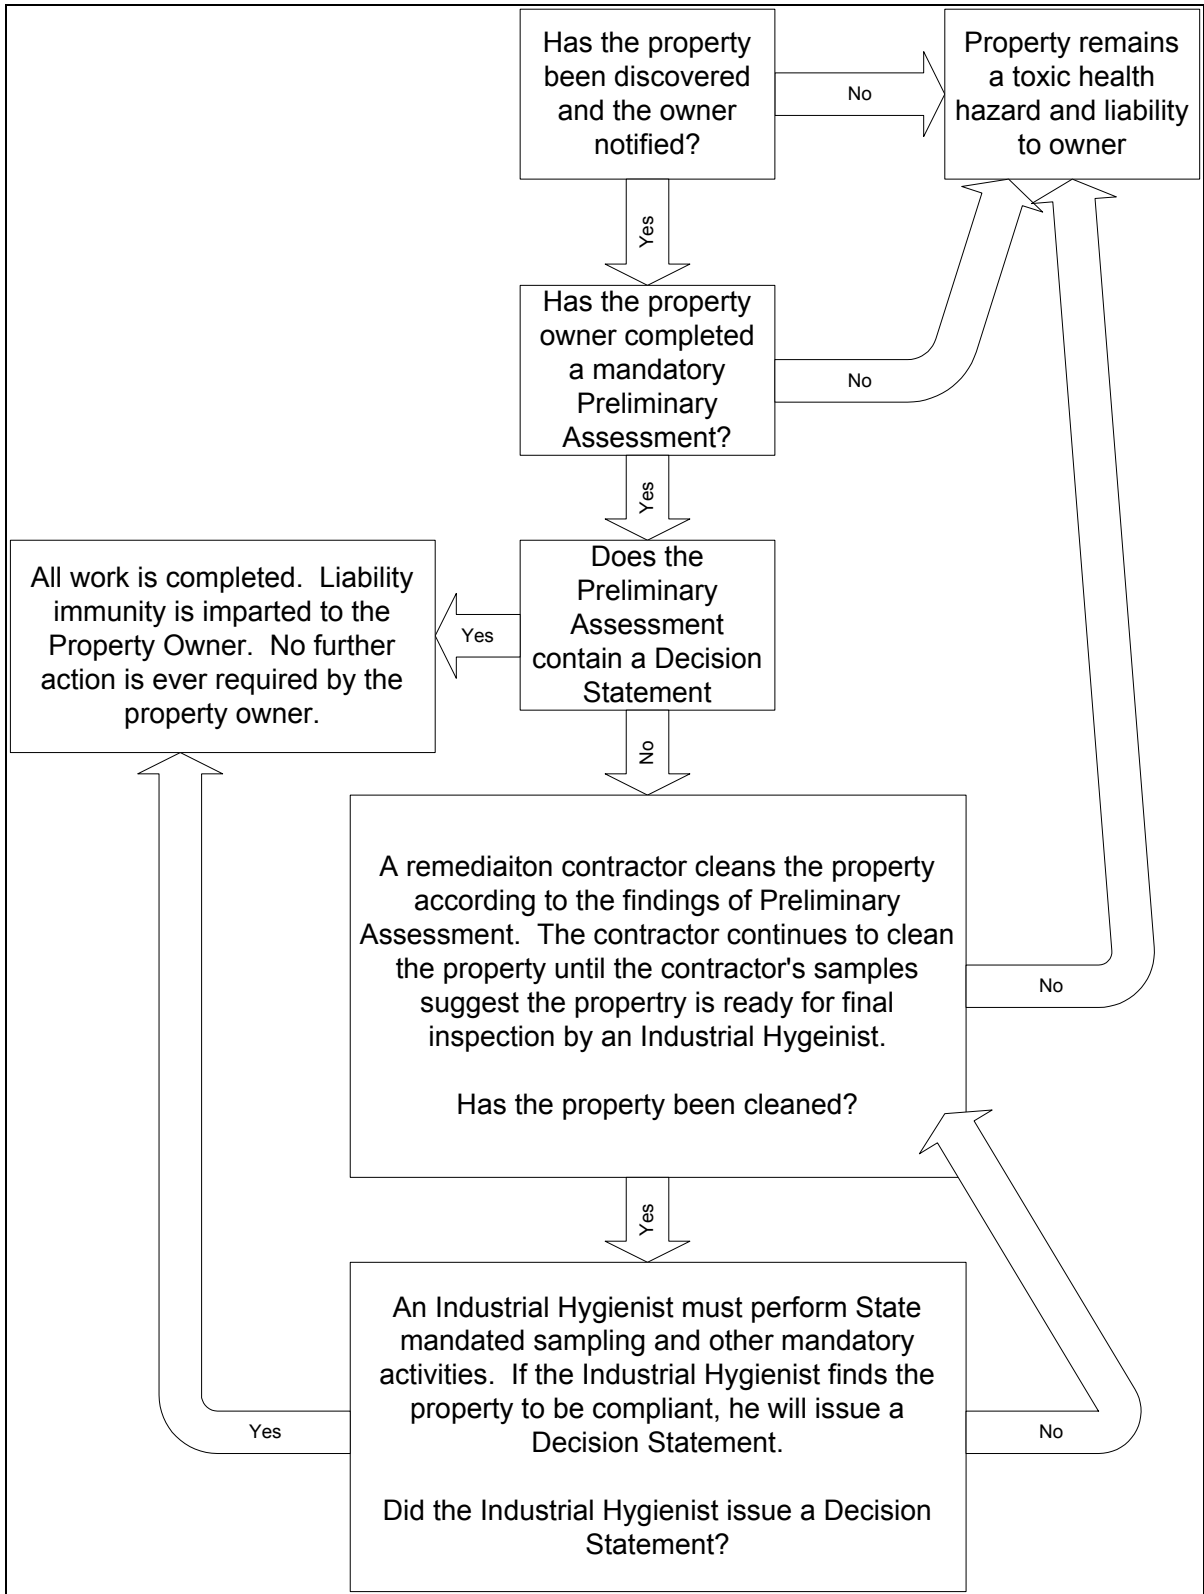 Has the property
been discovered
and the owner
notified?
No
Property remains
a toxic health
hazard and liability
to owner
Yes
Has the property
owner completed
a mandatory
Preliminary
Assessment?
No
Yes
Does the
Preliminary
Assessment
contain a Decision
Statement
Yes
All work is completed.  Liability
immunity is imparted to the
Property Owner.  No further
action is ever required by the
property owner.
No
A remediaiton contractor cleans the property
according to the findings of Preliminary
Assessment.  The contractor continues to clean
the property until the contractor's samples
suggest the propertry is ready for final
inspection by an Industrial Hygeinist.
Has the property been cleaned?
No
Yes
An Industrial Hygienist must perform State
mandated sampling and other mandatory
activities.  If the Industrial Hygienist finds the
property to be compliant, he will issue a
Decision Statement.
Did the Industrial Hygienist issue a Decision
Statement?
Yes
No